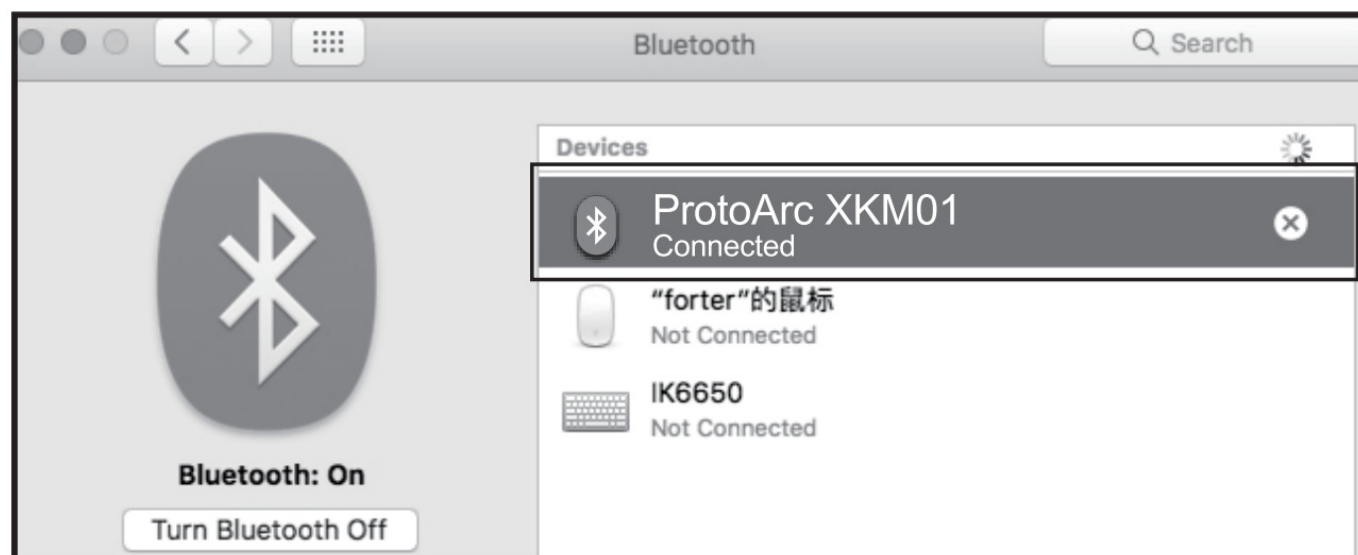 Bluetooth
Search
Devices
ProtoArc XKM01
Connected
“forter”的鼠标
Not Connected
IK6650
Not Connected
Bluetooth: On
Turn Bluetooth Off